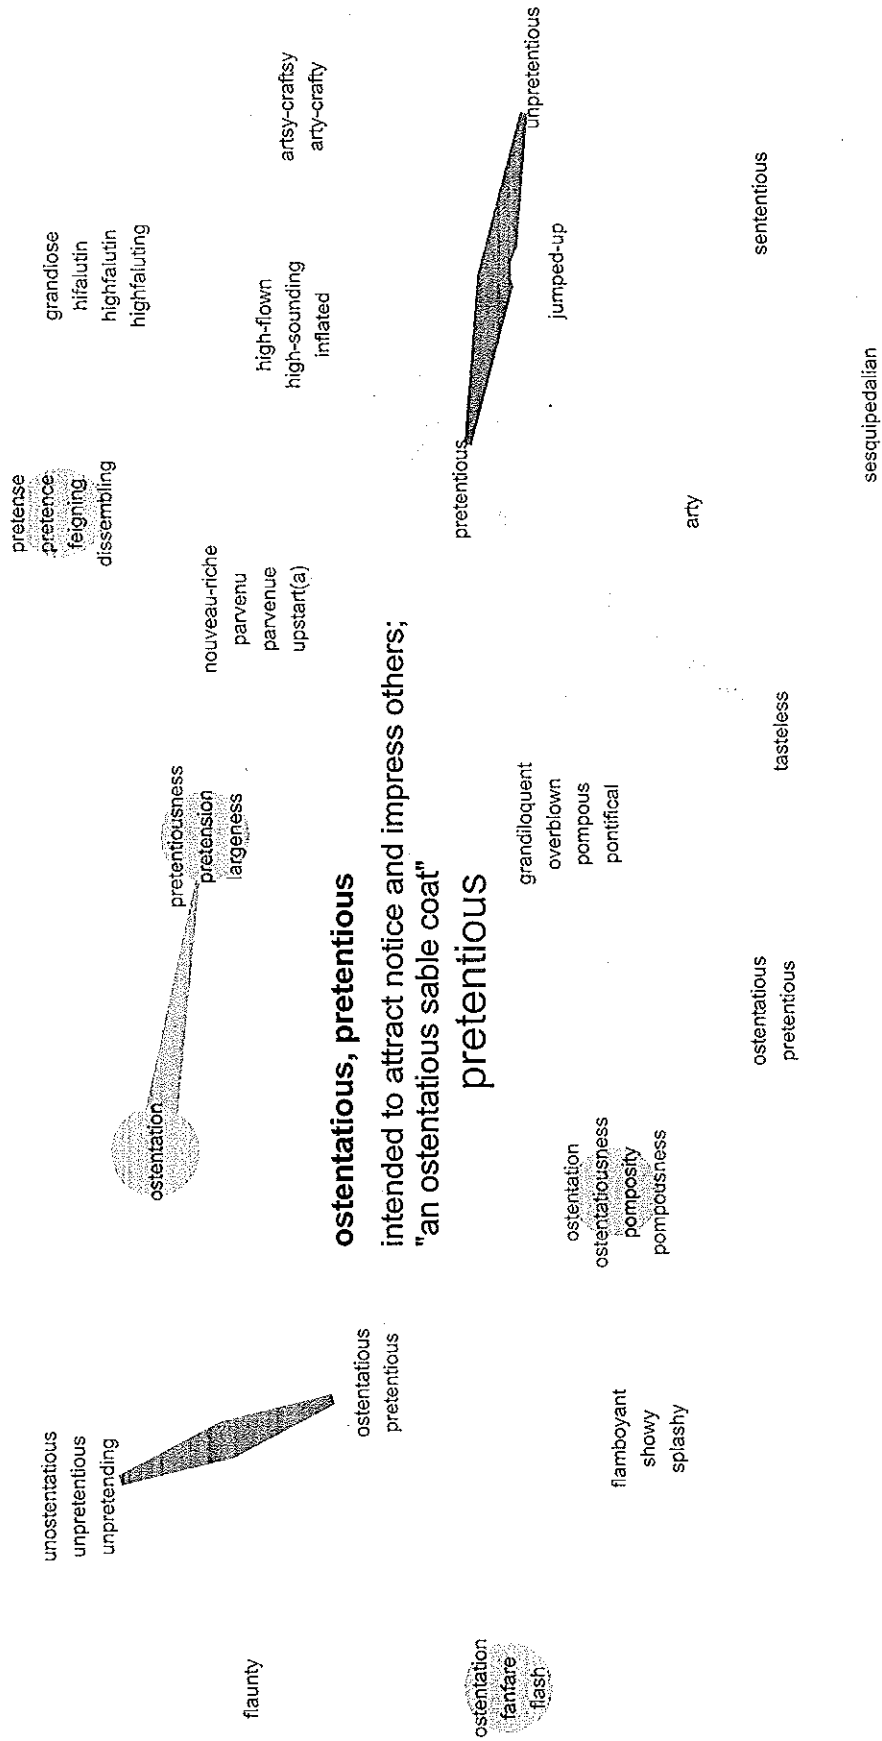 unostentatious
unpretentious
unpretending
pretense
pretence
feigning
dissembling
grandiose
hifalutin
highfalutin
highfaluting
ostentation
pretentiousness
pretension
largeness
nouveau-riche
parvenu
parvenue
upstart(a)
flaunty
high-flown
high-sounding
inflated
artsy-craftsy
arty-crafty
ostentatious
pretentious
ostentatious, pretentious
intended to attract notice and impress others;
"an ostentatious sable coat"
pretentious
pretentious
unpretentious
ostentation
fanfare
flash
jumped-up
grandiloquent
overblown
pompous
pontifical
ostentation
ostentatiousness
pomposity
pompousness
flamboyant
showy
splashy
arty
ostentatious
pretentious
tasteless
sententious
sesquipedalian